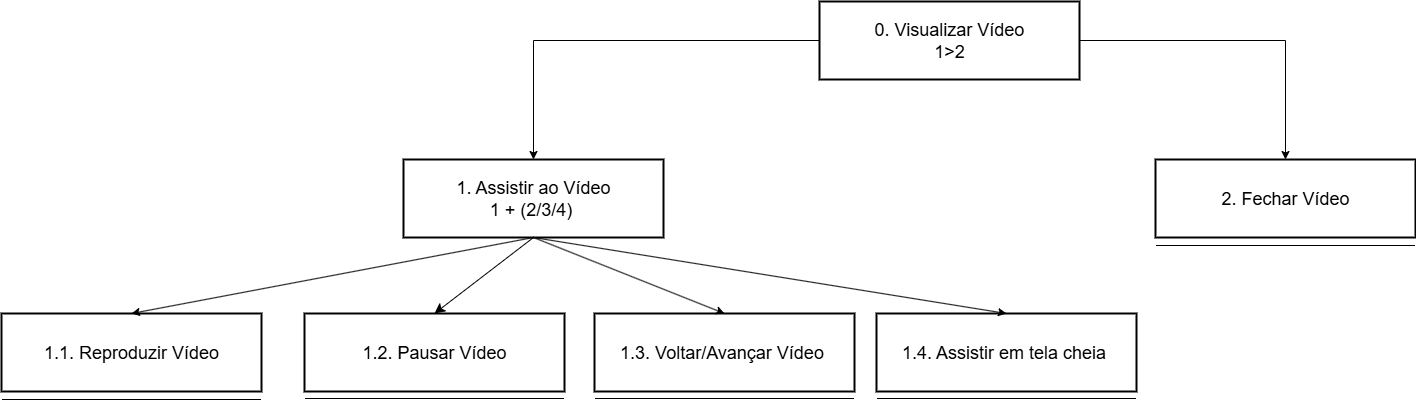 0. Visualizar Vídeo
1>2
1. Assistir ao Vídeo
1 + (2/3/4)
2. Fechar Vídeo
1.1. Reproduzir Vídeo
1.2. Pausar Vídeo
1.3. Voltar/Avançar Vídeo
1.4. Assistir em tela cheia